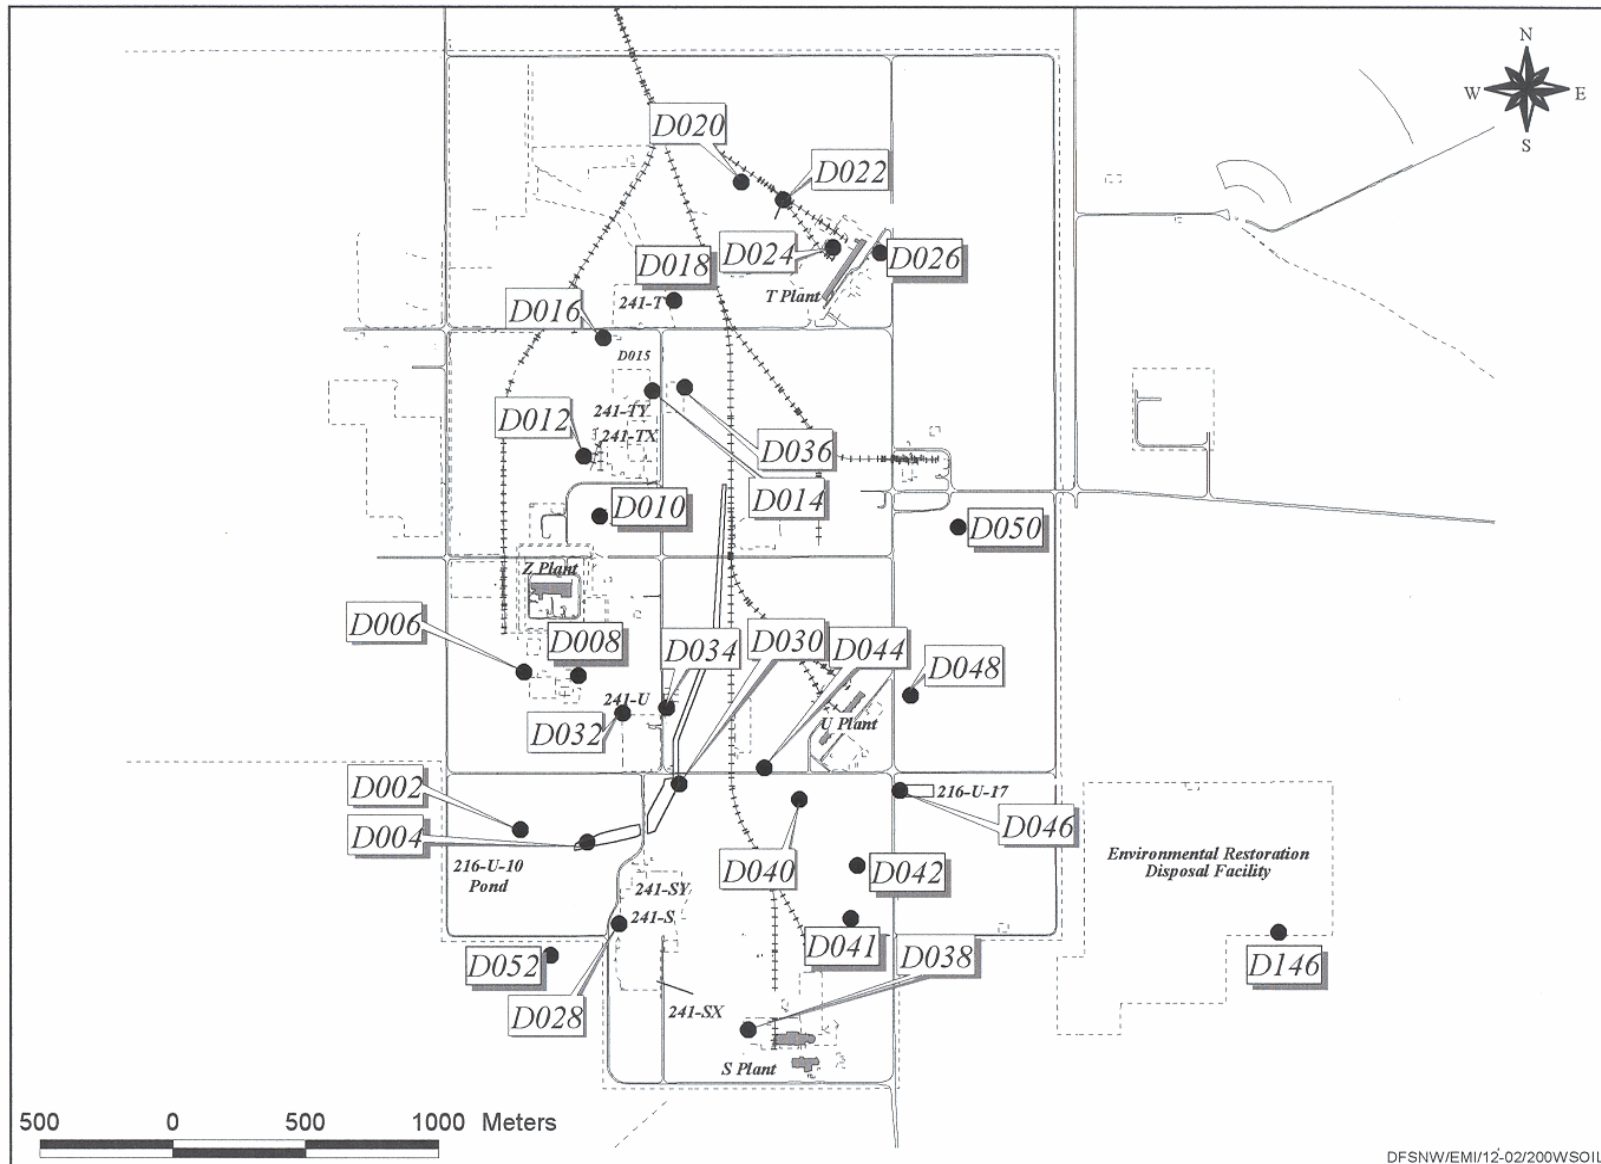 N
W
E
S
D020
D022
D024
D026
D018
T Plant
241-T
D016
D015
241-TY
D012
241-TX
D036
D014
D010
D050
Z Plant
D006
D008
D034
D030
D044
D048
241-U
D032
U Plant
D002
216-U-17
D004
D046
216-U-10
Pond
D040
D042
Environmental Restoration
Disposal Facility
241-SY
241-S
D041
D038
D052
D146
D028
241-SX
S Plant
500 0 500 1000 Meters
DFSNW/EMI/12-02/200WSOIL